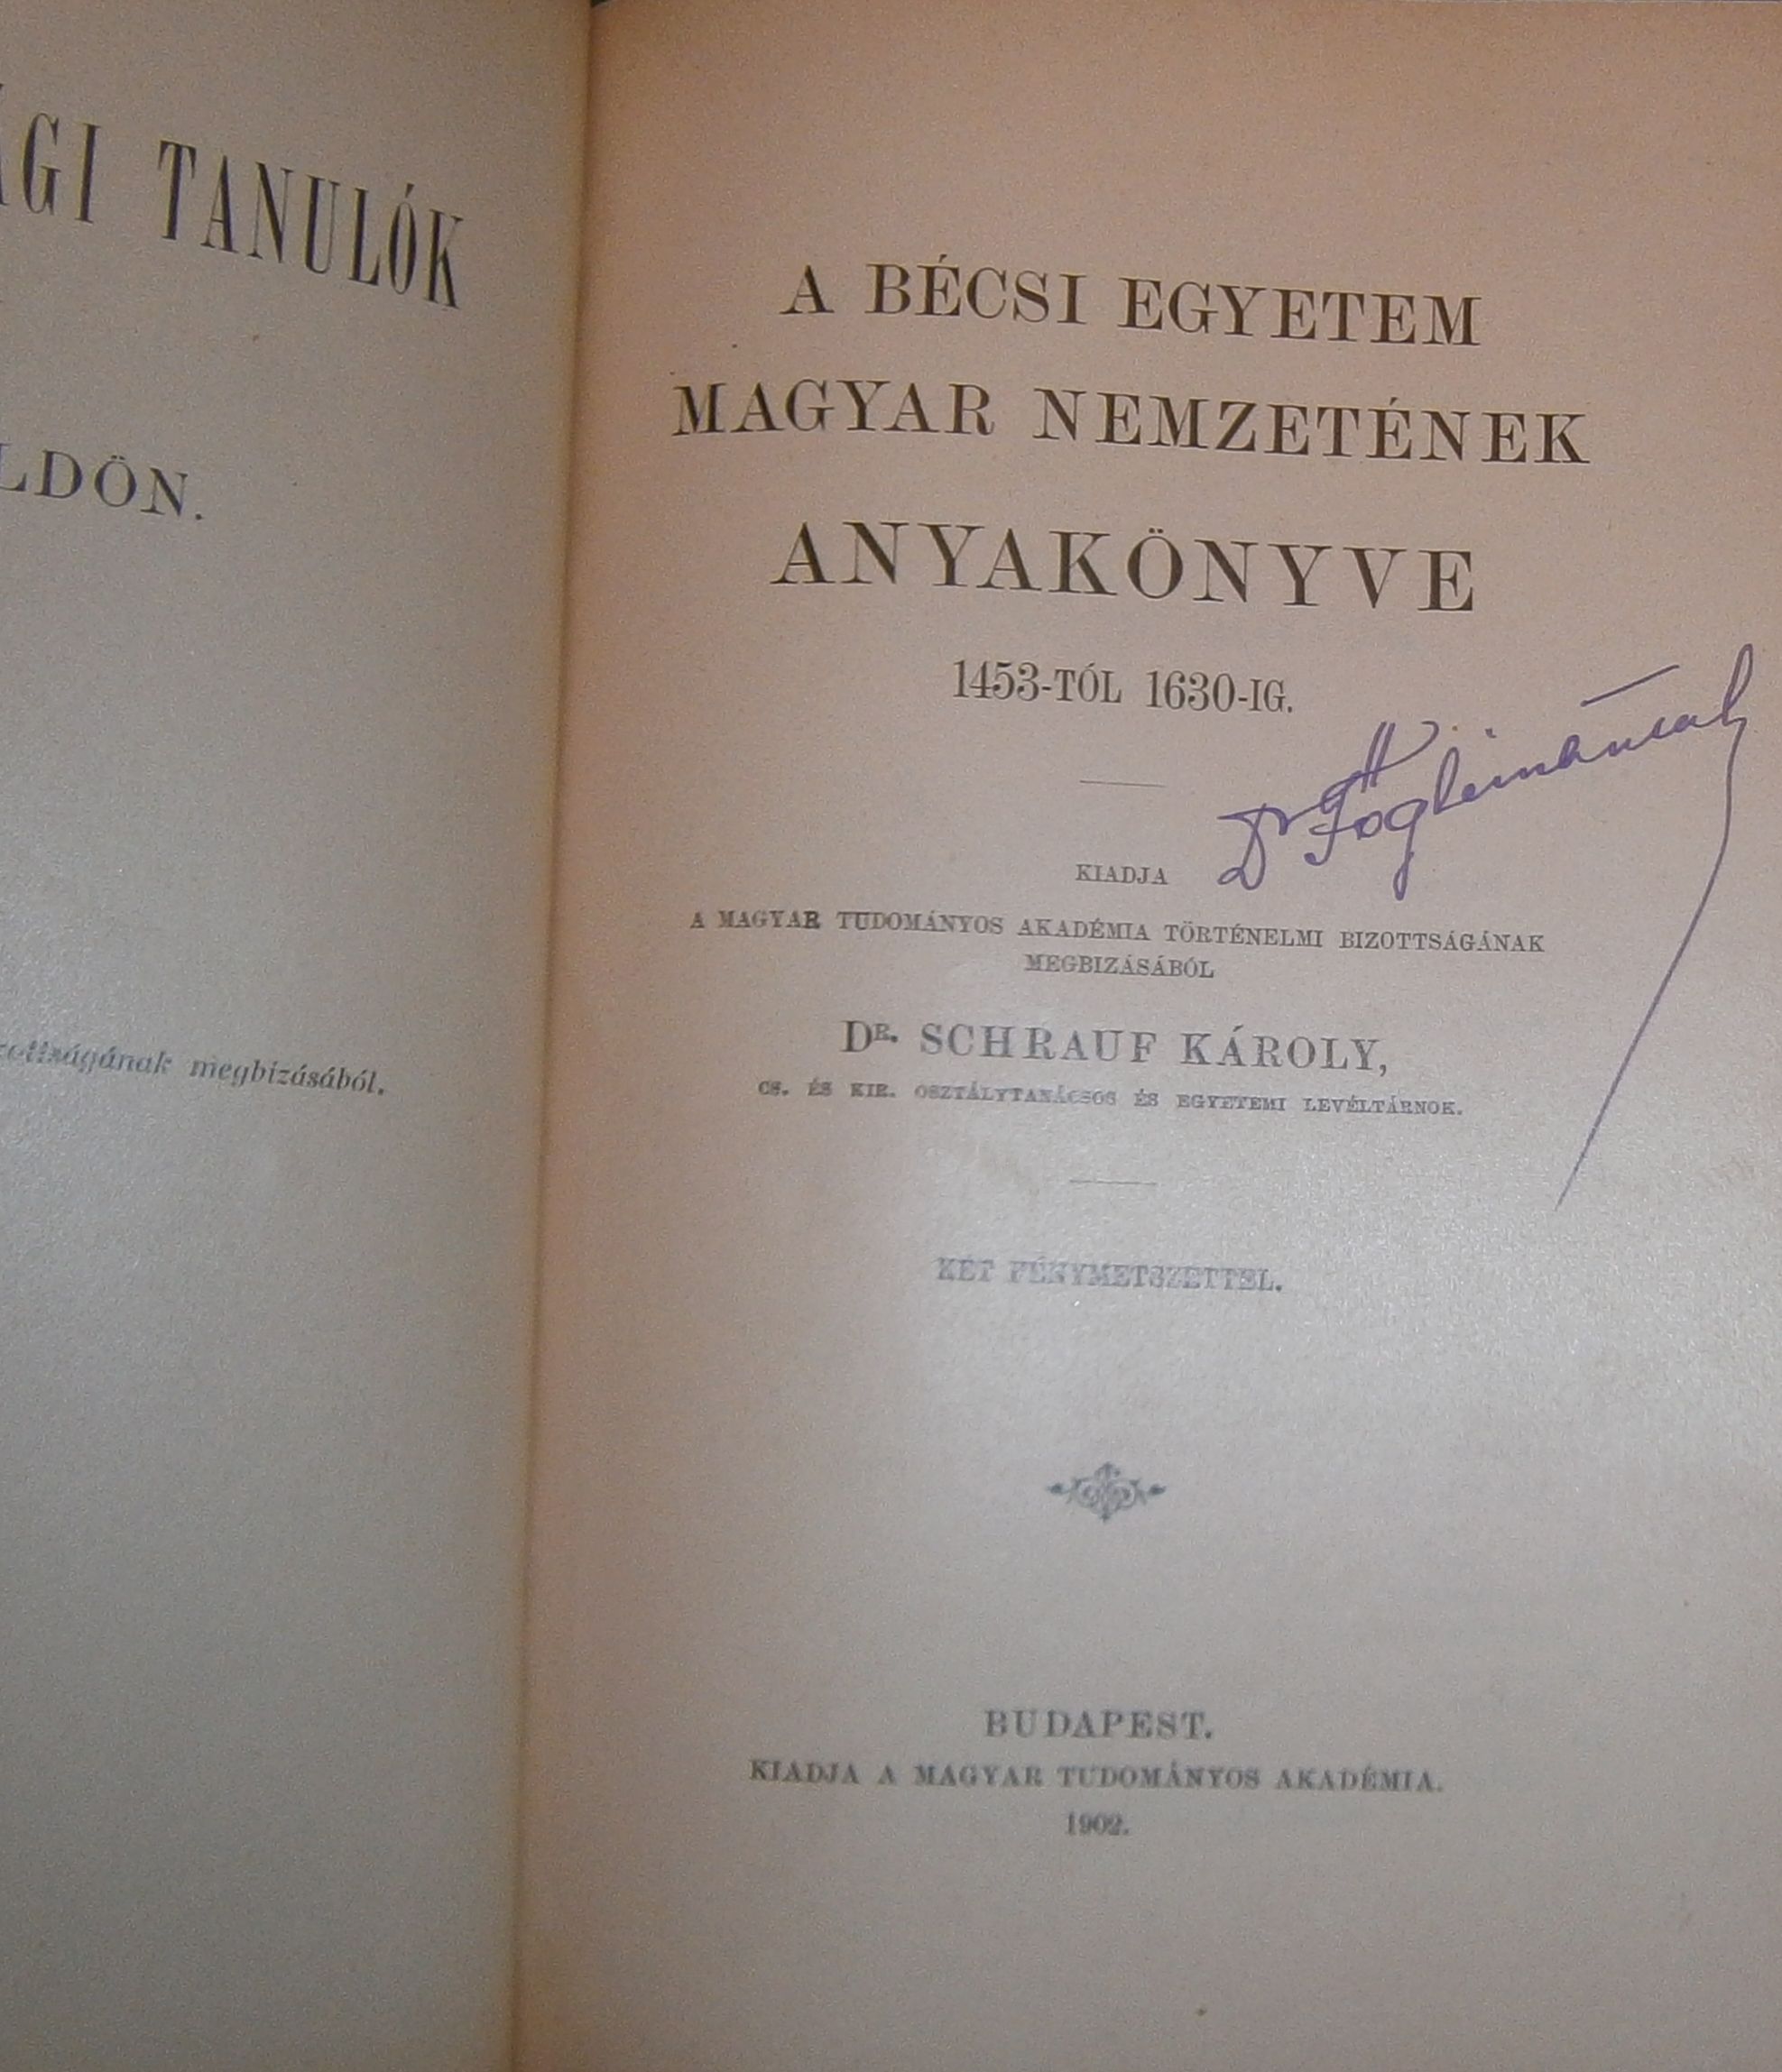 GI TANULÓK
LDÖN.
megbizásából.
A BÉCSI EGYETEM
MAGYAR NEMZETÉNEK
ANYAKÖNYVE
1453-TÓL 1630-IG.
KIADJA
A MAGYAR TUDOMÁNYOS AKADÉMIA TÖRTÉNELMI BIZOTTSÁGÁNAK
MEGBIZÁSÁBÓL
DR. SCHRAUF KÁROLY,
CS. ÉS KIR. OSZTÁLYTANÁCSOS ÉS EGYETEMI LEVÉLTÁRNOK.
KÉT FÉNYMETSZETTEL.
BUDAPEST.
KIADJA A MAGYAR TUDOMÁNYOS AKADÉMIA.
1902.